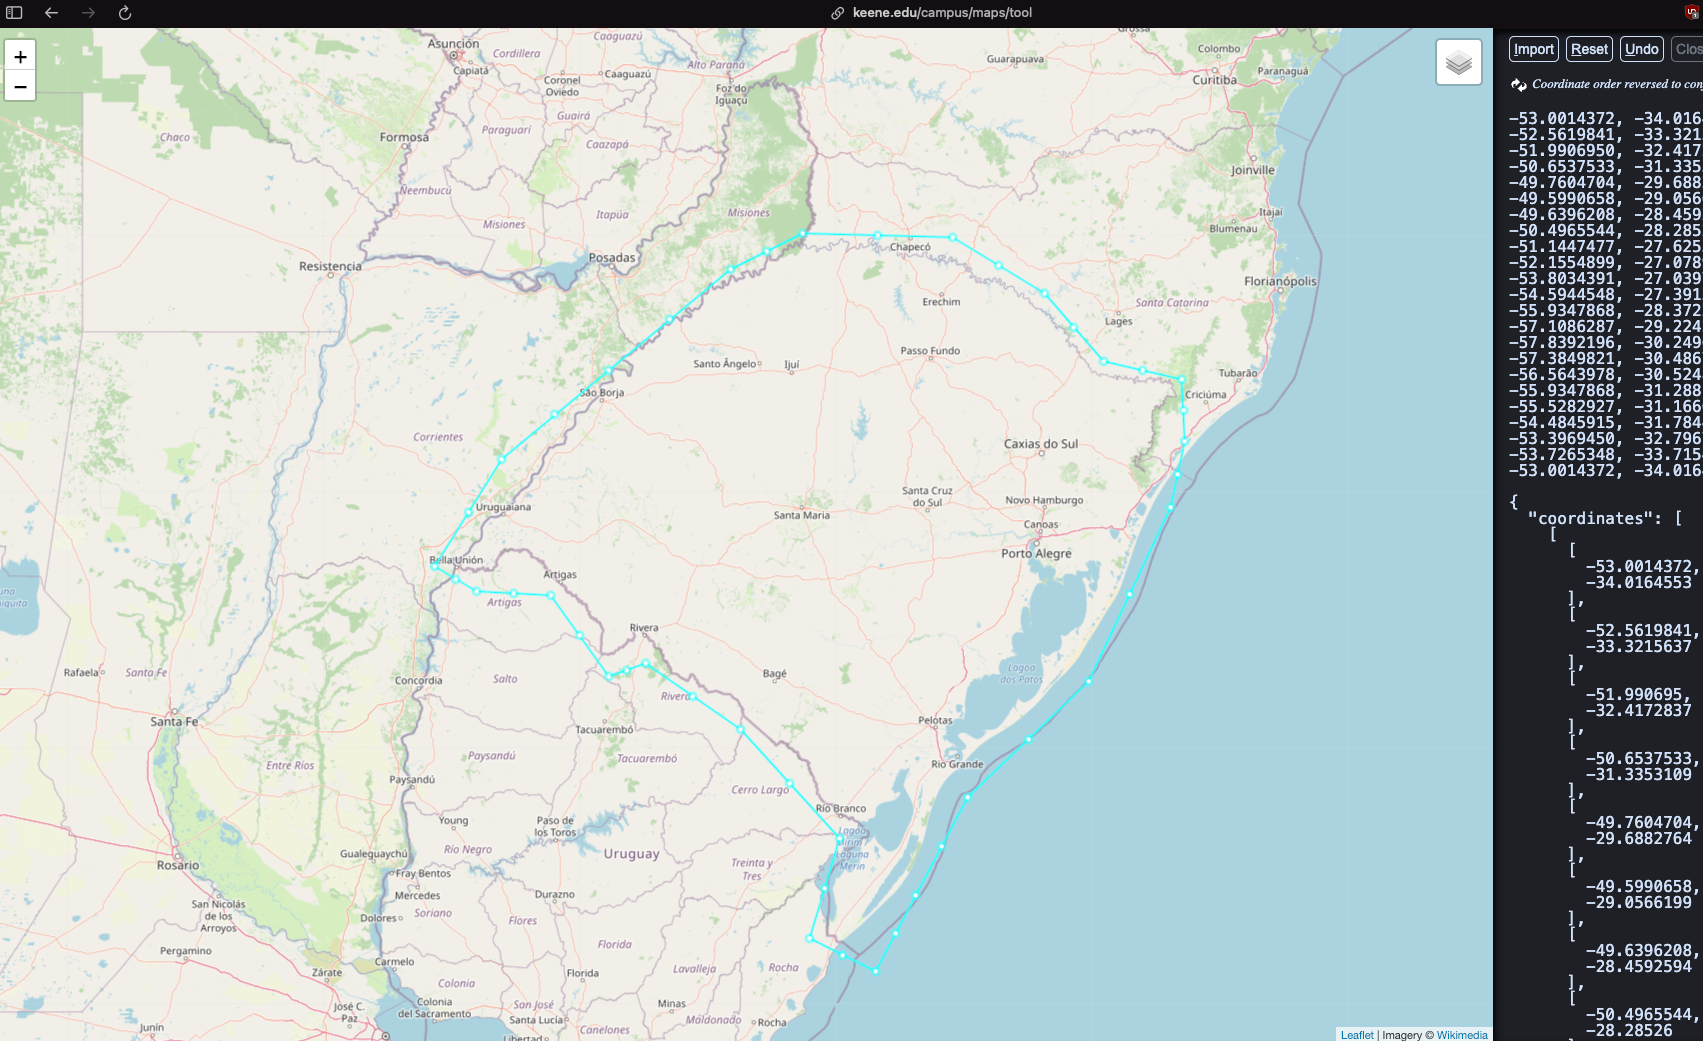 keene.edu/campus/maps/tool
+
−
Import Reset Undo
Coordinate order reversed to
-53.0014372, -34.016
-52.5619841, -33.321
-51.9906950, -32.417
-50.6537533, -31.335
-49.7604704, -29.688
-49.5990658, -29.056
-49.6396208, -28.459
-50.4965544, -28.285
-51.1447477, -27.625
-52.1554899, -27.078
-53.8034391, -27.039
-54.5944548, -27.391
-55.9347868, -28.372
-57.1086287, -29.224
-57.8392196, -30.249
-57.3849821, -30.486
-56.5643978, -30.524
-55.9347868, -31.288
-55.5282927, -31.166
-54.4845915, -31.784
-53.3969450, -32.796
-53.7265348, -33.715
-53.0014372, -34.016
{
"coordinates": [
[
[
-53.0014372,
-34.0164553
],
[
-52.5619841,
-33.3215637
],
[
-51.990695,
-32.4172837
],
[
-50.6537533,
-31.3353109
],
[
-49.7604704,
-29.6882764
],
[
-49.5990658,
-29.0566199
],
[
-49.6396208,
-28.4592594
],
[
-50.4965544,
-28.28526
Asunción
Cordillera
Caaguazú
Alto Paraná
Guarapuava
Colombo
Capiatá
Coronel
Oviedo
Caaguazú
Foz do
Iguaçu
Curitiba
Paranaguá
Guairá
Chaco
Formosa
Paraguarí
Caazapá
Ñeembucú
Joinville
Misiones
Itapúa
Misiones
Itajaí
Blumenau
Resistencia
Posadas
Chapecó
Florianópolis
Erechim
Santa Catarina
Lages
Passo Fundo
Santo Ângelo
Ijuí
Tubarão
São Borja
Criciúma
Corrientes
Caxias do Sul
Santa Cruz
do Sul
Novo Hamburgo
Uruguaiana
Santa Maria
Canoas
Porto Alegre
Bella Unión
Artigas
Artigas
Rivera
Rafaela
Santa Fe
Concordia
Salto
Bagé
Lagoa
dos Patos
Rivera
Santa Fe
Tacuarembó
Pelotas
Entre Ríos
Paysandú
Tacuarembó
Rio Grande
Paysandú
Cerro Largo
Rio Branco
Young
Paso de
los Toros
Lagoa
Mirim
Laguna
Merín
Río Negro
Gualeguaychú
Uruguay
Treinta y
Tres
Rosario
Fray Bentos
Mercedes
Durazno
San Nicolás
de los
Arroyos
Dolores
Soriano
Flores
Florida
Pergamino
Carmelo
Zárate
Florida
Lavalleja
Rocha
Colonia
José C.
Paz
Colonia
del Sacramento
San José
Minas
Santa Lucía
Maldonado
Rocha
Junín
Canelones
Libertad
Leaflet | Imagery © Wikimedia